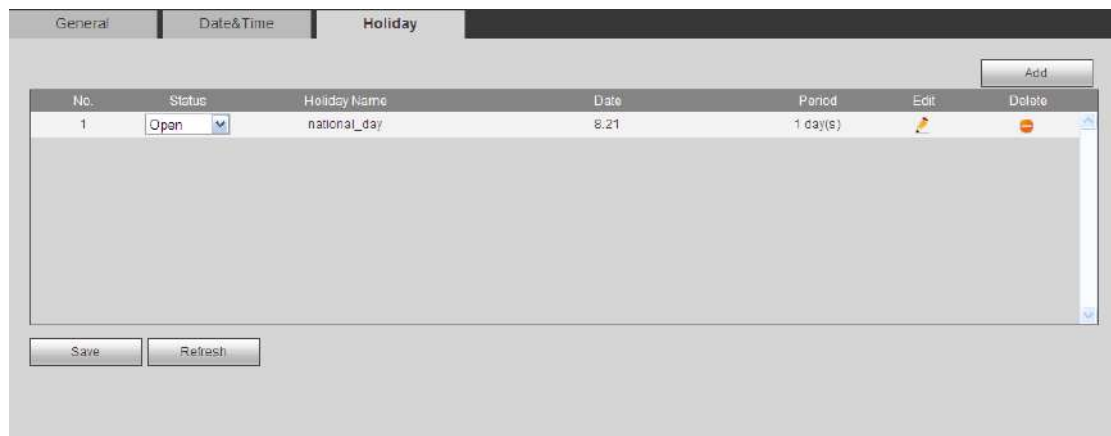 General Date&Time Holiday
Add
No. Status Holiday Name Date Period Edit Delete
1 Open national_day 8.21 1 day(s)
Save Refresh